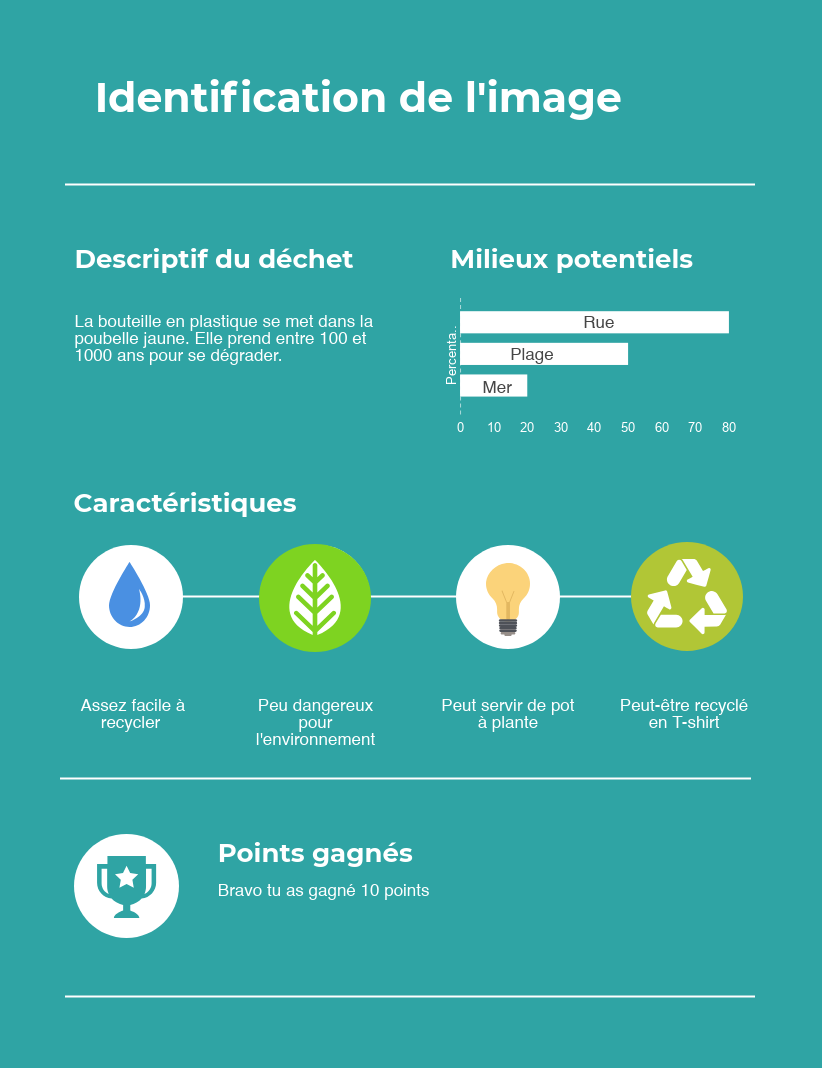 Identification de l'image
Descriptif du déchet
La bouteille en plastique se met dans la
poubelle jaune. Elle prend entre 100 et
1000 ans pour se dégrader.
Milieux potentiels
Percenta..
Rue
Plage
Mer
0 10 20 30 40 50 60 70 80
Caractéristiques
Assez facile à
recycler
Peu dangereux
pour
l'environnement
Peut servir de pot
à plante
Peut-être recyclé
en T-shirt
Points gagnés
Bravo tu as gagné 10 points